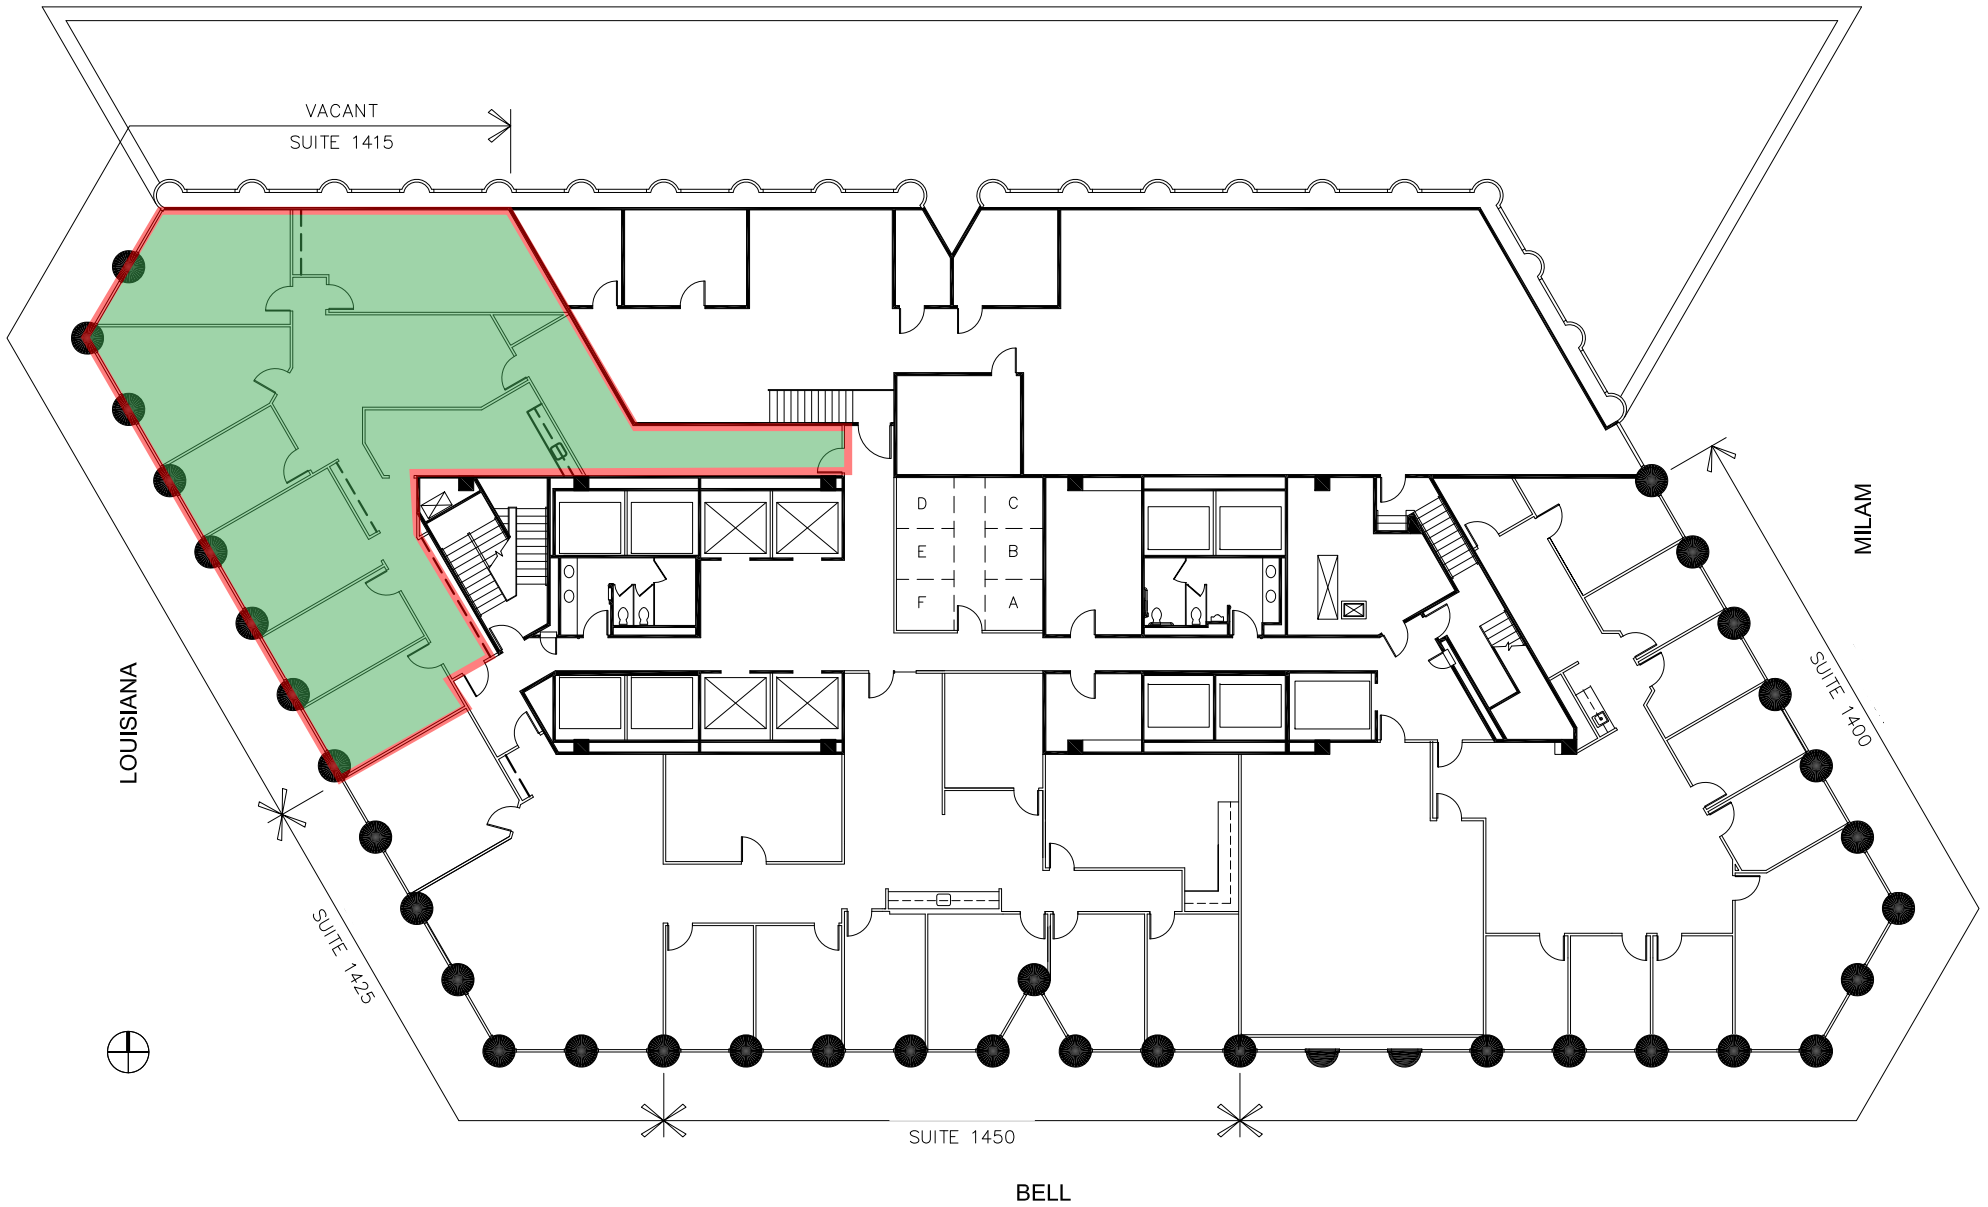 VACANT
SUITE 1415
D
C
E
B
F
A
MILAM
LOUISIANA
SUITE 1400
SUITE 1425
SUITE 1450
BELL